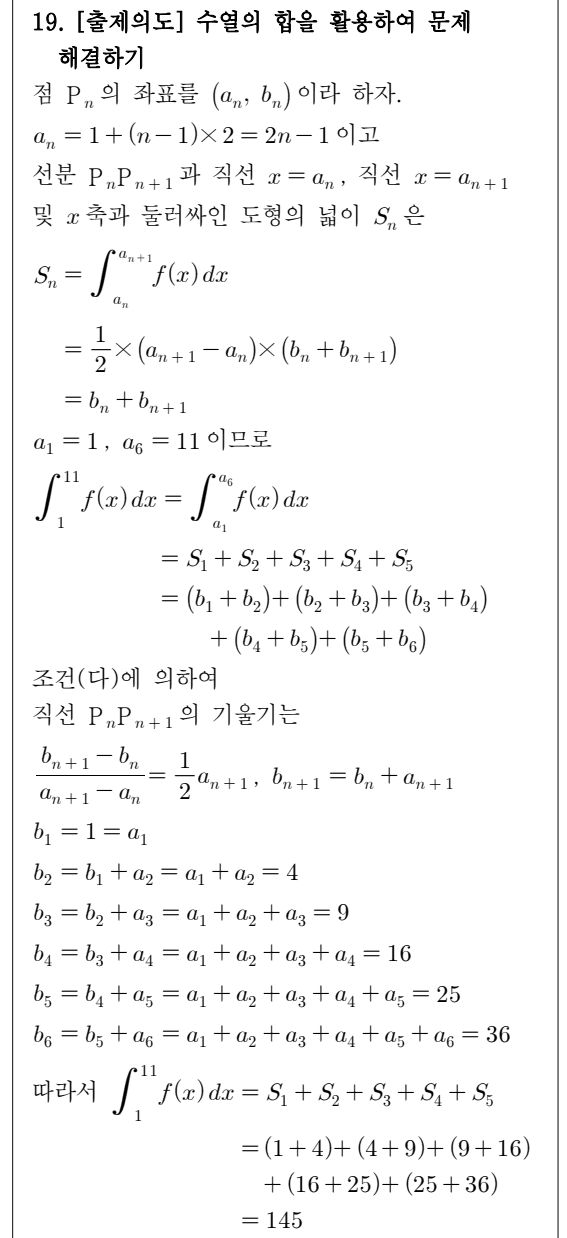 19. [출제의도] 수열의 합을 활용하여 문제
해결하기
점 Pₙ의 좌표를 (aₙ, bₙ)이라 하자.
aₙ = 1 + (n − 1) × 2 = 2n − 1 이고
선분 PₙPₙ₊₁과 직선 x = aₙ, 직선 x = aₙ₊₁
및 x축과 둘러싸인 도형의 넓이 Sₙ은
Sₙ = ∫_{aₙ}^{aₙ₊₁} f(x) dx
= 1/2 × (aₙ₊₁ − aₙ) × (bₙ + bₙ₊₁)
= bₙ + bₙ₊₁
a₁ = 1, a₆ = 11 이므로
∫_{1}^{11} f(x) dx = ∫_{a₁}^{a₆} f(x) dx
= S₁ + S₂ + S₃ + S₄ + S₅
= (b₁ + b₂) + (b₂ + b₃) + (b₃ + b₄)
+ (b₄ + b₅) + (b₅ + b₆)
조건(다)에 의하여
직선 PₙPₙ₊₁의 기울기는
(bₙ₊₁ − bₙ)/(aₙ₊₁ − aₙ) = 1/2 aₙ₊₁, bₙ₊₁ = bₙ + aₙ₊₁
b₁ = 1 = a₁
b₂ = b₁ + a₂ = a₁ + a₂ = 4
b₃ = b₂ + a₃ = a₁ + a₂ + a₃ = 9
b₄ = b₃ + a₄ = a₁ + a₂ + a₃ + a₄ = 16
b₅ = b₄ + a₅ = a₁ + a₂ + a₃ + a₄ + a₅ = 25
b₆ = b₅ + a₆ = a₁ + a₂ + a₃ + a₄ + a₅ + a₆ = 36
따라서 ∫_{1}^{11} f(x) dx = S₁ + S₂ + S₃ + S₄ + S₅
= (1 + 4) + (4 + 9) + (9 + 16)
+ (16 + 25) + (25 + 36)
= 145